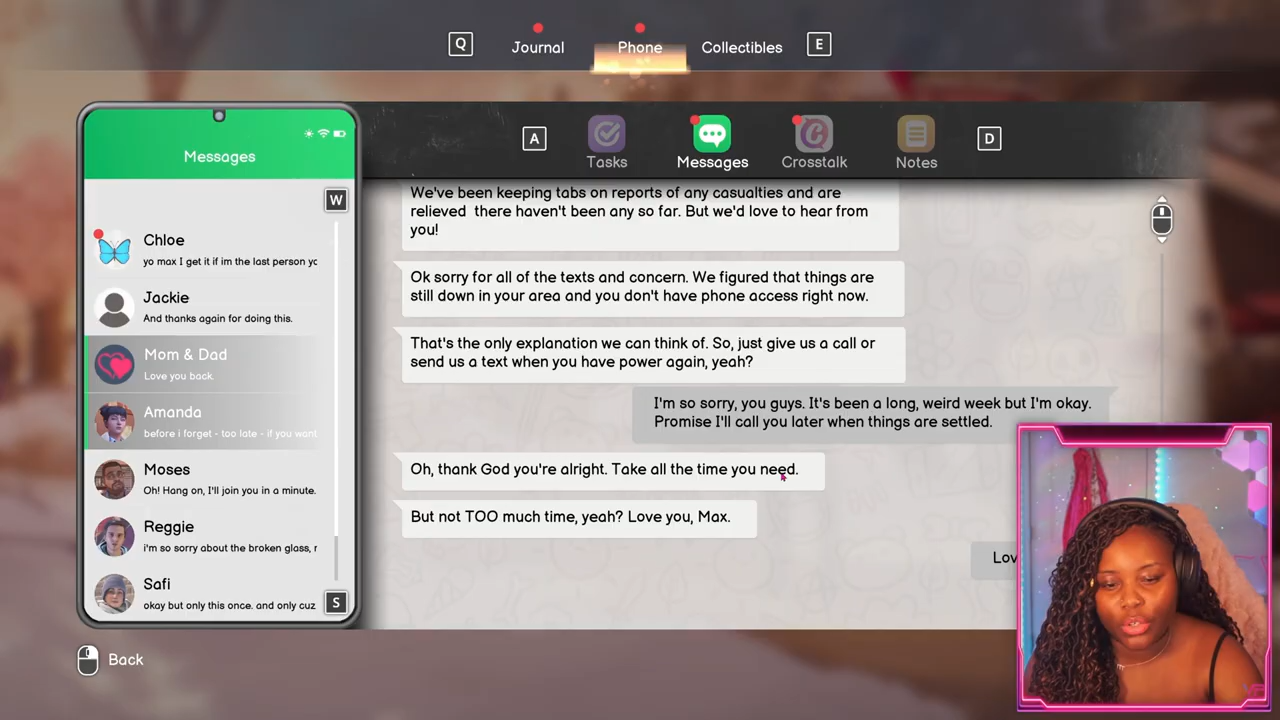 Q Journal Phone Collectibles E
Messages
W
Chloe
yo max I get it if im the last person yo
Jackie
And thanks again for doing this.
Mom & Dad
Love you back.
Amanda
before i forget - too late - if you want
Moses
Oh! Hang on, I'll join you in a minute.
Reggie
i'm so sorry about the broken glass, r
Safi
okay but only this once. and only cuz
S
A Tasks Messages Crosstalk Notes D
We've been keeping tabs on reports of any casualties and are
relieved there haven't been any so far. But we'd love to hear from
you!
Ok sorry for all of the texts and concern. We figured that things are
still down in your area and you don't have phone access right now.
That's the only explanation we can think of. So, just give us a call or
send us a text when you have power again, yeah?
I'm so sorry, you guys. It's been a long, weird week but I'm okay.
Promise I'll call you later when things are settled.
Oh, thank God you're alright. Take all the time you need.
But not TOO much time, yeah? Love you, Max.
Lov
Back